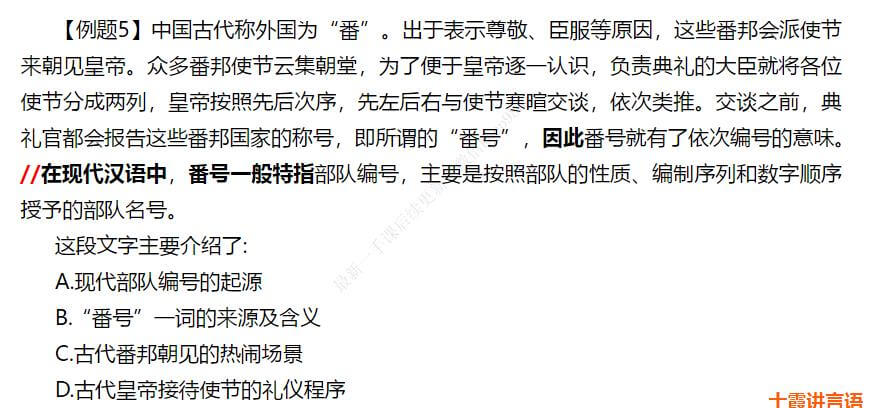 【例题5】中国古代称外国为“番”。出于表示尊敬、臣服等原因，这些番邦会派使节
来朝见皇帝。众多番邦使节云集朝堂，为了便于皇帝逐一认识，负责典礼的大臣就将各位
使节分成两列，皇帝按照先后次序，先左后右与使节寒暄交谈，依次类推。交谈之前，典
礼官都会报告这些番邦国家的称号，即所谓的“番号”，因此番号就有了依次编号的意味。
//在现代汉语中，番号一般特指部队编号，主要是按照部队的性质、编制序列和数字顺序
授予的部队名号。
这段文字主要介绍了:
A.现代部队编号的起源
B.“番号”一词的来源及含义
C.古代番邦朝见的热闹场景
D.古代皇帝接待使节的礼仪程序
十霞讲言语